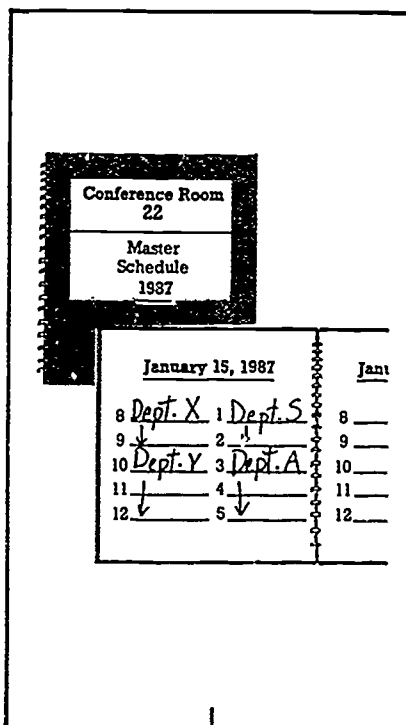 Conference Room
22
Master
Schedule
1987
January 15, 1987
8 Dept. X 1 Dept. S
9 2
10 Dept. Y 3 Dept. A
11 4
12 5
8
9
10
11
12